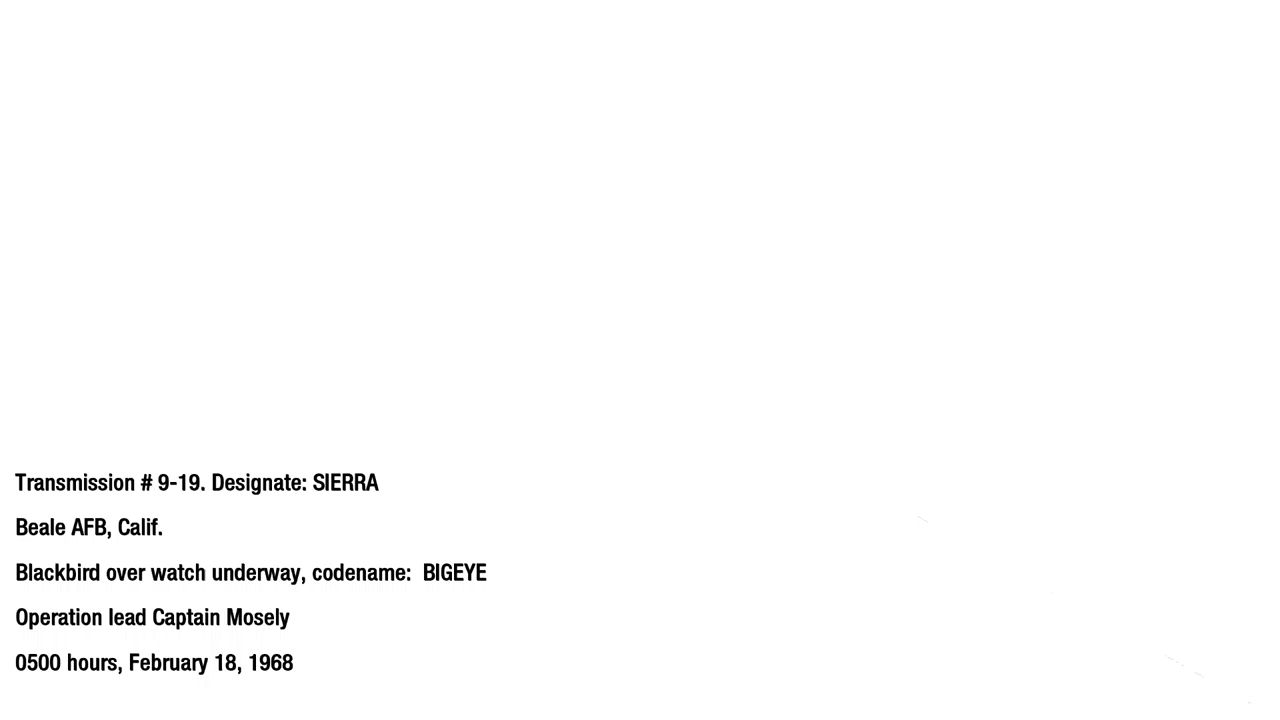 Transmission # 9-19. Designate: SIERRA
Beale AFB, Calif.
Blackbird over watch underway, codename:  BIGEYE
Operation lead Captain Mosely
0500 hours, February 18, 1968